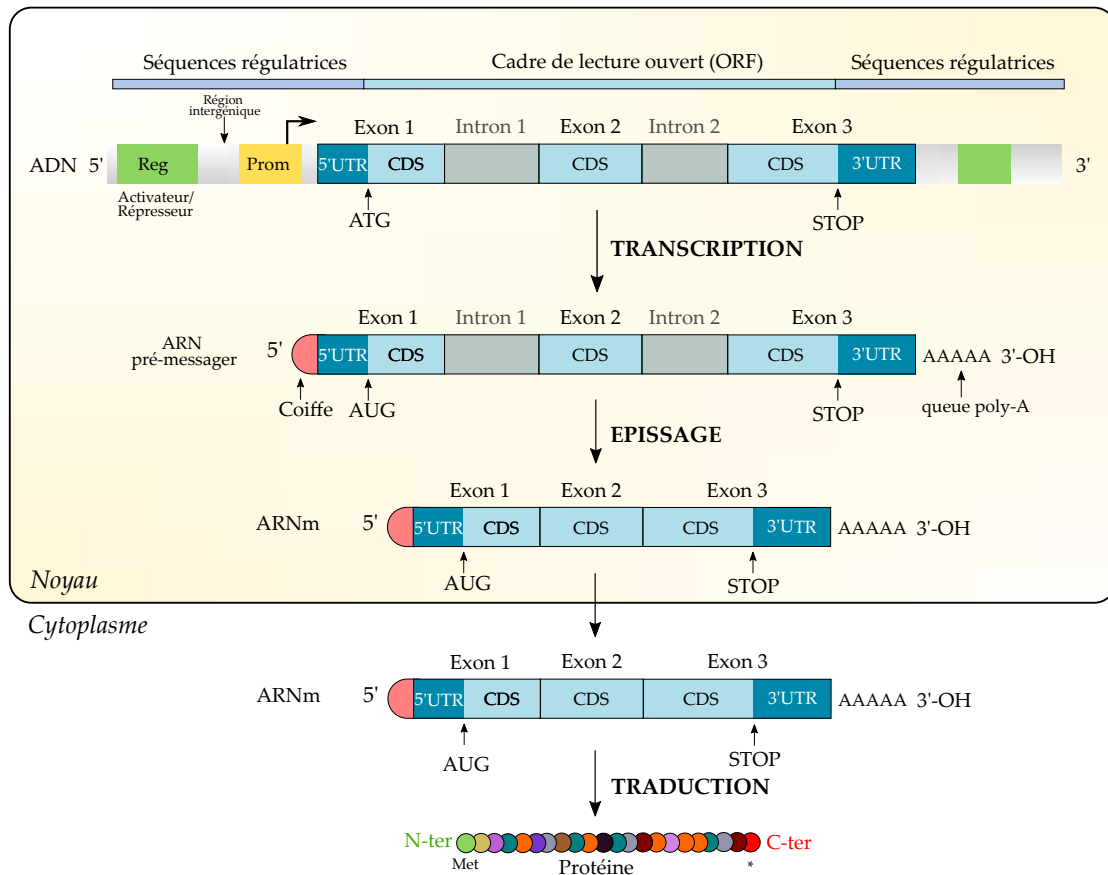 Séquences régulatrices
Cadre de lecture ouvert (ORF)
Séquences régulatrices
Région
intergénique
Exon 1
Intron 1
Exon 2
Intron 2
Exon 3
ADN 5'
Reg
Prom
5'UTR
CDS
CDS
CDS
3'UTR
3'
Activateur/
Répresseur
ATG
STOP
TRANSCRIPTION
Exon 1
Intron 1
Exon 2
Intron 2
Exon 3
ARN
pré-messager
5'
5'UTR
CDS
CDS
CDS
3'UTR
AAAAA 3'-OH
Coiffe
AUG
STOP
queue poly-A
EPISSAGE
Exon 1
Exon 2
Exon 3
ARNm
5'
5'UTR
CDS
CDS
CDS
3'UTR
AAAAA 3'-OH
AUG
STOP
Noyau
Cytoplasme
Exon 1
Exon 2
Exon 3
ARNm
5'
5'UTR
CDS
CDS
CDS
3'UTR
AAAAA 3'-OH
AUG
STOP
TRADUCTION
N-ter
C-ter
Met
Protéine
*